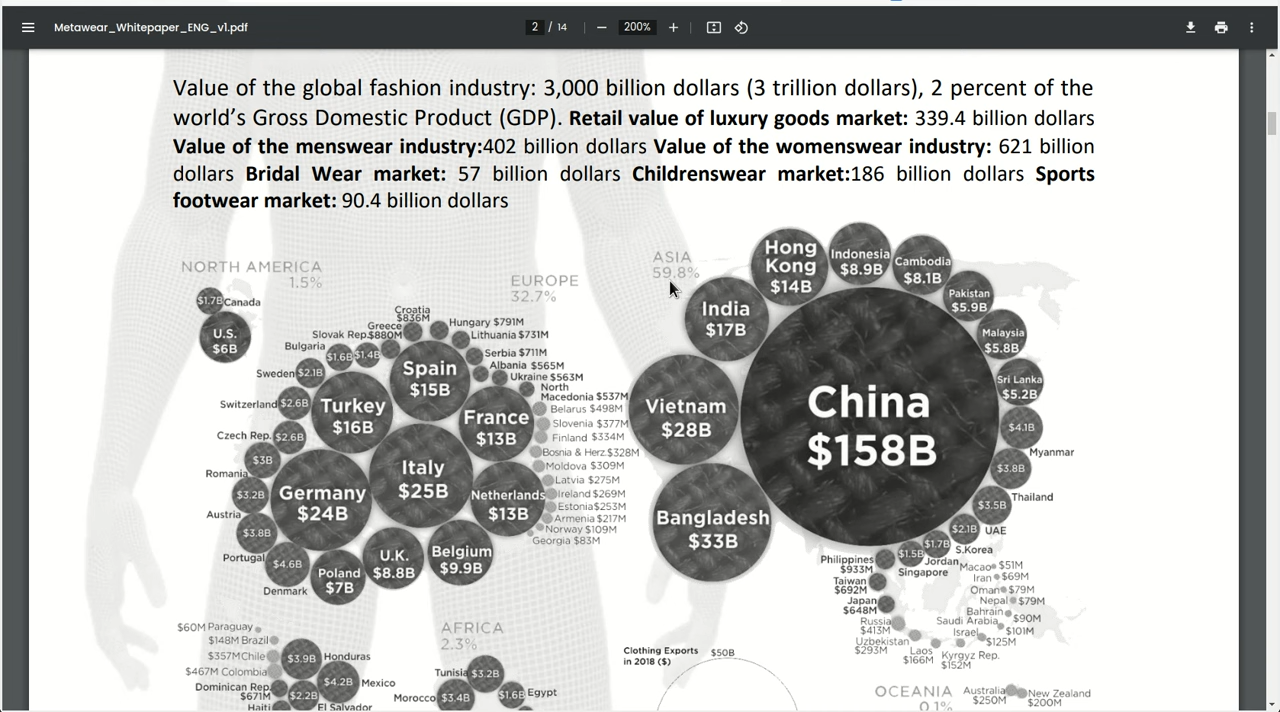 Metawear_Whitepaper_ENG_v1.pdf
2 / 14
200%
Value of the global fashion industry: 3,000 billion dollars (3 trillion dollars), 2 percent of the
world's Gross Domestic Product (GDP). Retail value of luxury goods market: 339.4 billion dollars
Value of the menswear industry:402 billion dollars Value of the womenswear industry: 621 billion
dollars Bridal Wear market: 57 billion dollars Childrenswear market:186 billion dollars Sports
footwear market: 90.4 billion dollars
NORTH AMERICA
1.5%
$1.7B Canada
U.S.
$6B
EUROPE
32.7%
Croatia
$836M
Greece
$880M
Hungary $791M
Lithuania $731M
Slovak Rep.
$1.4B
Bulgaria
$1.6B
Serbia $711M
Albania $565M
Ukraine $563M
North
Macedonia $537M
Sweden $2.1B
Spain
$15B
Switzerland $2.6B
Turkey
$16B
France
$13B
Belarus $498M
Slovenia $377M
Finland $334M
Czech Rep. $2.6B
Bosnia & Herz.$328M
$3B
Romania
Italy
$25B
Moldova $309M
Latvia $275M
$3.2B
Austria
Germany
$24B
Netherlands
$13B
Ireland $269M
Estonia $253M
Armenia $217M
Norway $109M
Georgia $83M
$3.8B
Portugal
$4.6B
Denmark
Poland
$7B
U.K.
$8.8B
Belgium
$9.9B
ASIA
59.8%
Hong
Kong
$14B
Indonesia
$8.9B
Cambodia
$8.1B
Pakistan
$5.9B
India
$17B
Malaysia
$5.8B
Sri Lanka
$5.2B
Vietnam
$28B
China
$158B
$4.1B
Myanmar
$3.8B
Thailand
Bangladesh
$33B
$3.5B
UAE
$2.1B
S.Korea
$1.7B
Jordan
$1.5B
Singapore
Philippines
$933M
Taiwan
$692M
Japan
$648M
Russia
$413M
Uzbekistan
$293M
Laos
$166M
Kyrgyz Rep.
$152M
Macao $51M
Iran $69M
Oman $79M
Nepal $79M
Bahrain
$90M
Saudi Arabia
$101M
Israel
$125M
$60M Paraguay
$148M Brazil
$357M Chile
$467M Colombia
Dominican Rep.
$671M
Haiti
$3.9B Honduras
$4.2B Mexico
$2.2B
El Salvador
AFRICA
2.3%
Tunisia $3.2B
Morocco $3.4B
$1.6B Egypt
Clothing Exports
in 2018 ($)
$50B
OCEANIA
0.1%
Australia
$250M
New Zealand
$200M